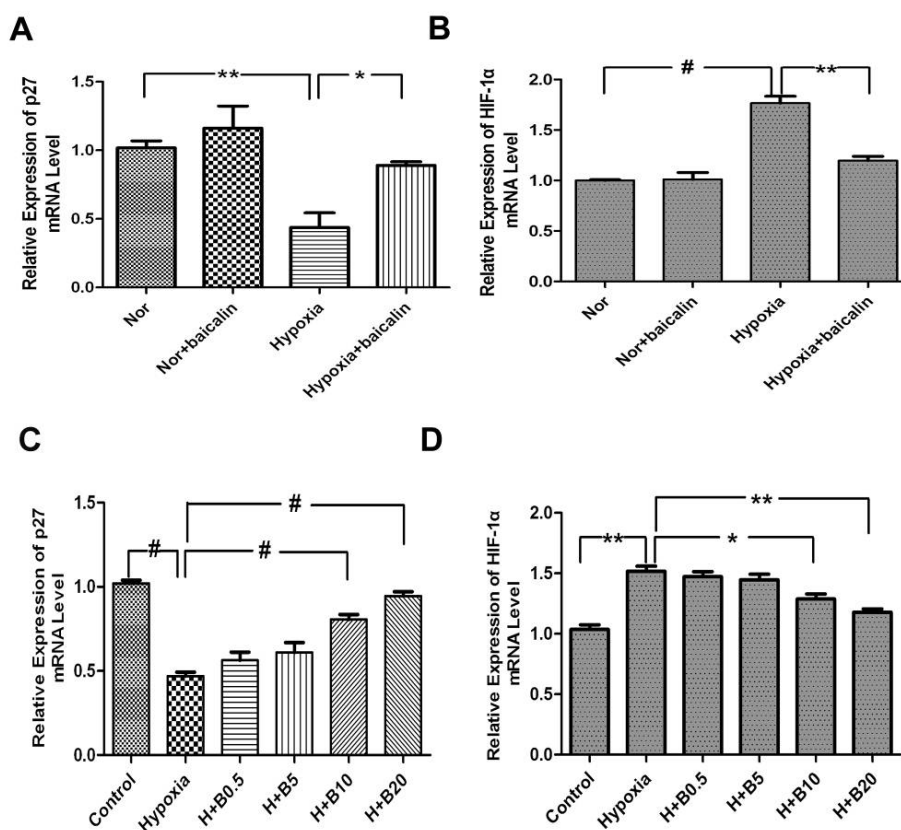 A
Relative Expression of p27
mRNA Level
1.5
1.0
0.5
0.0
**
*
Nor
Nor+baicalin
Hypoxia
Hypoxia+baicalin
B
Relative Expression of HIF-1α
mRNA Level
2.0
1.5
1.0
0.5
0.0
#
**
Nor
Nor+baicalin
Hypoxia
Hypoxia+baicalin
C
Relative Expression of p27
mRNA Level
1.5
1.0
0.5
0.0
#
#
#
Control
Hypoxia
H+B0.5
H+B5
H+B10
H+B20
D
Relative Expression of HIF-1α
mRNA Level
2.0
1.5
1.0
0.5
0.0
**
**
*
Control
Hypoxia
H+B0.5
H+B5
H+B10
H+B20